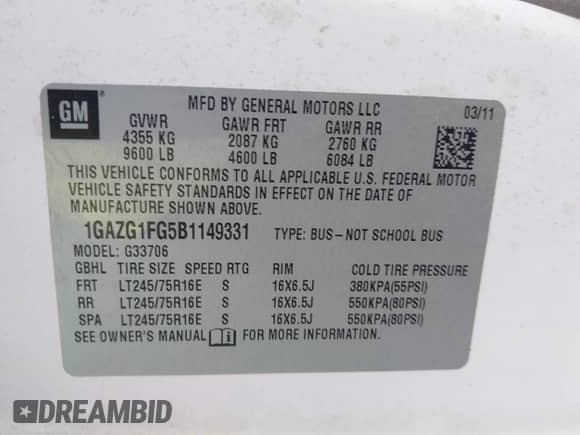 GM
MFD BY GENERAL MOTORS LLC
03/11
GVWR GAWR FRT GAWR RR
4355 KG 2087 KG 2760 KG
9600 LB 4600 LB 6084 LB
THIS VEHICLE CONFORMS TO ALL APPLICABLE U.S. FEDERAL MOTOR
VEHICLE SAFETY STANDARDS IN EFFECT ON THE DATE OF
MANUFACTURE SHOWN ABOVE.
1GAZG1FG5B1149331 TYPE: BUS–NOT SCHOOL BUS
MODEL: G33706
GBHL TIRE SIZE SPEED RTG RIM COLD TIRE PRESSURE
FRT LT245/75R16E S 16X6.5J 380KPA(55PSI)
RR LT245/75R16E S 16X6.5J 550KPA(80PSI)
SPA LT245/75R16E S 16X6.5J 550KPA(80PSI)
SEE OWNER'S MANUAL FOR MORE INFORMATION.
DREAMBID